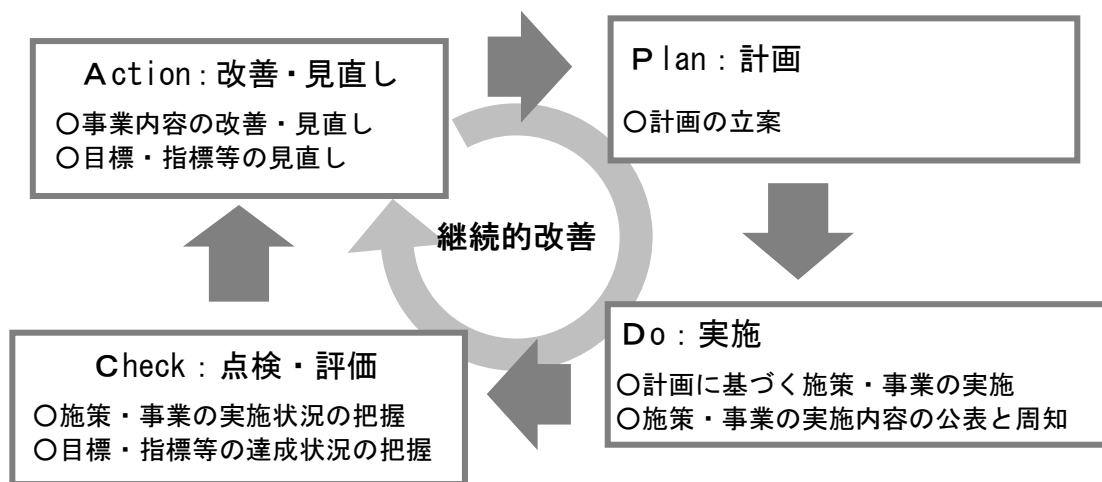 Action：改善・見直し
○事業内容の改善・見直し
○目標・指標等の見直し
Plan：計画
○計画の立案
継続的改善
Do：実施
○計画に基づく施策・事業の実施
○施策・事業の実施内容の公表と周知
Check：点検・評価
○施策・事業の実施状況の把握
○目標・指標等の達成状況の把握